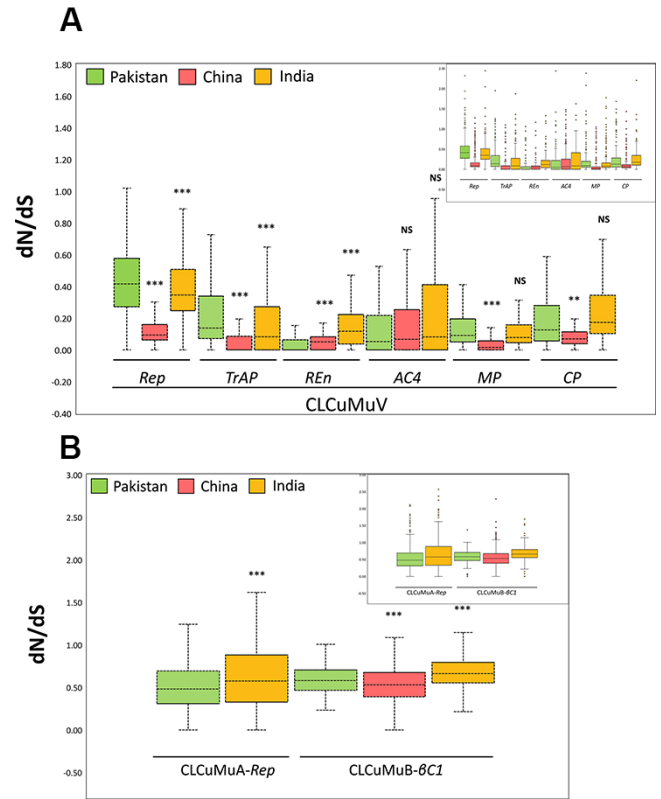 A
Pakistan China India
dN/dS
1.80
1.60
1.40
1.20
1.00
0.80
0.60
0.40
0.20
0.00
-0.20
-0.40
*** *** *** *** *** *** NS NS *** NS ** NS
Rep TrAP REn AC4 MP CP
CLCuMuV
Rep TrAP REn AC4 MP CP
B
Pakistan China India
dN/dS
3.00
2.50
2.00
1.50
1.00
0.50
0.00
-0.50
*** *** ***
CLCuMuA-Rep CLCuMuB-βC1
CLCuMuA-Rep CLCuMuB-βC1